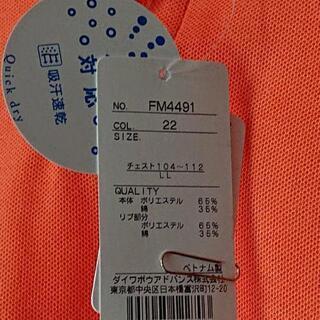 対応
吸汗速乾
Quick dry
NO. FM4491
COL. 22
SIZE.
チェスト104～112
LL
QUALITY
本体 ポリエステル 65%
綿 35%
リブ部分
ポリエステル 65%
綿 35%
ベトナム製
ダイワボウアドバンス株式会社
東京都中央区日本橋富沢町12-20